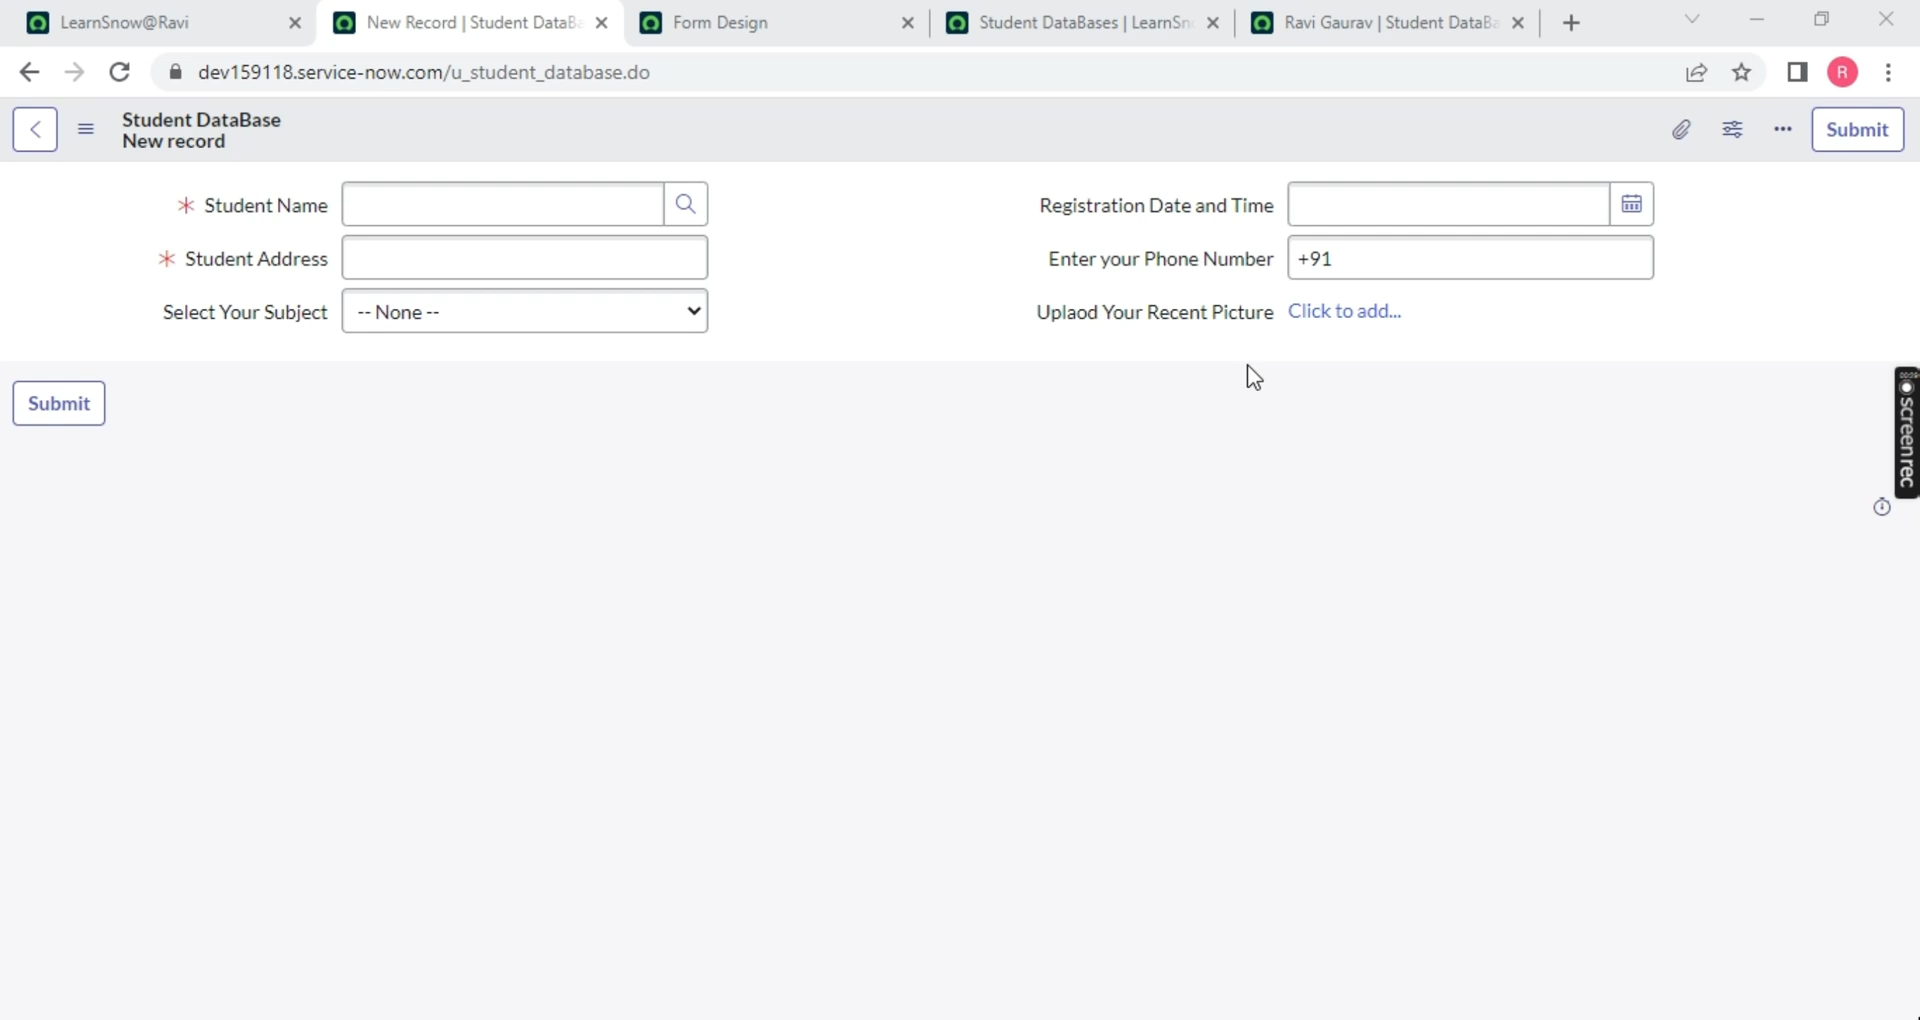 LearnSnow@Ravi
New Record | Student DataBa
Form Design
Student DataBases | LearnSn
Ravi Gaurav | Student DataBa
dev159118.service-now.com/u_student_database.do
R
Student DataBase
New record
Submit
* Student Name
Registration Date and Time
* Student Address
Enter your Phone Number +91
Select Your Subject -- None --
Uplaod Your Recent Picture Click to add...
Submit
screenrec